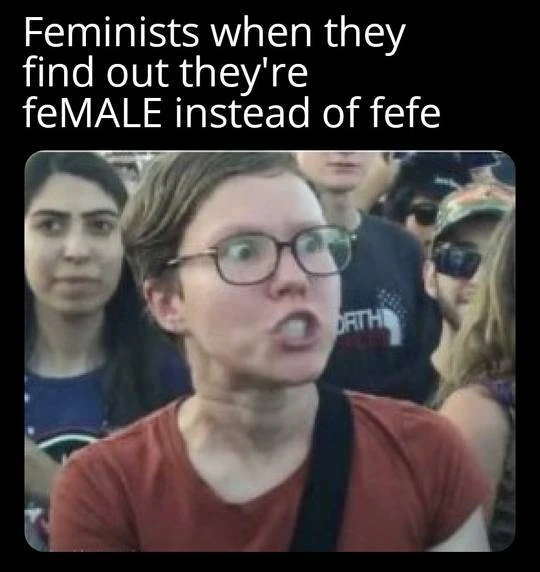 Feminists when they
find out they're
feMALE instead of fefe
ORTH